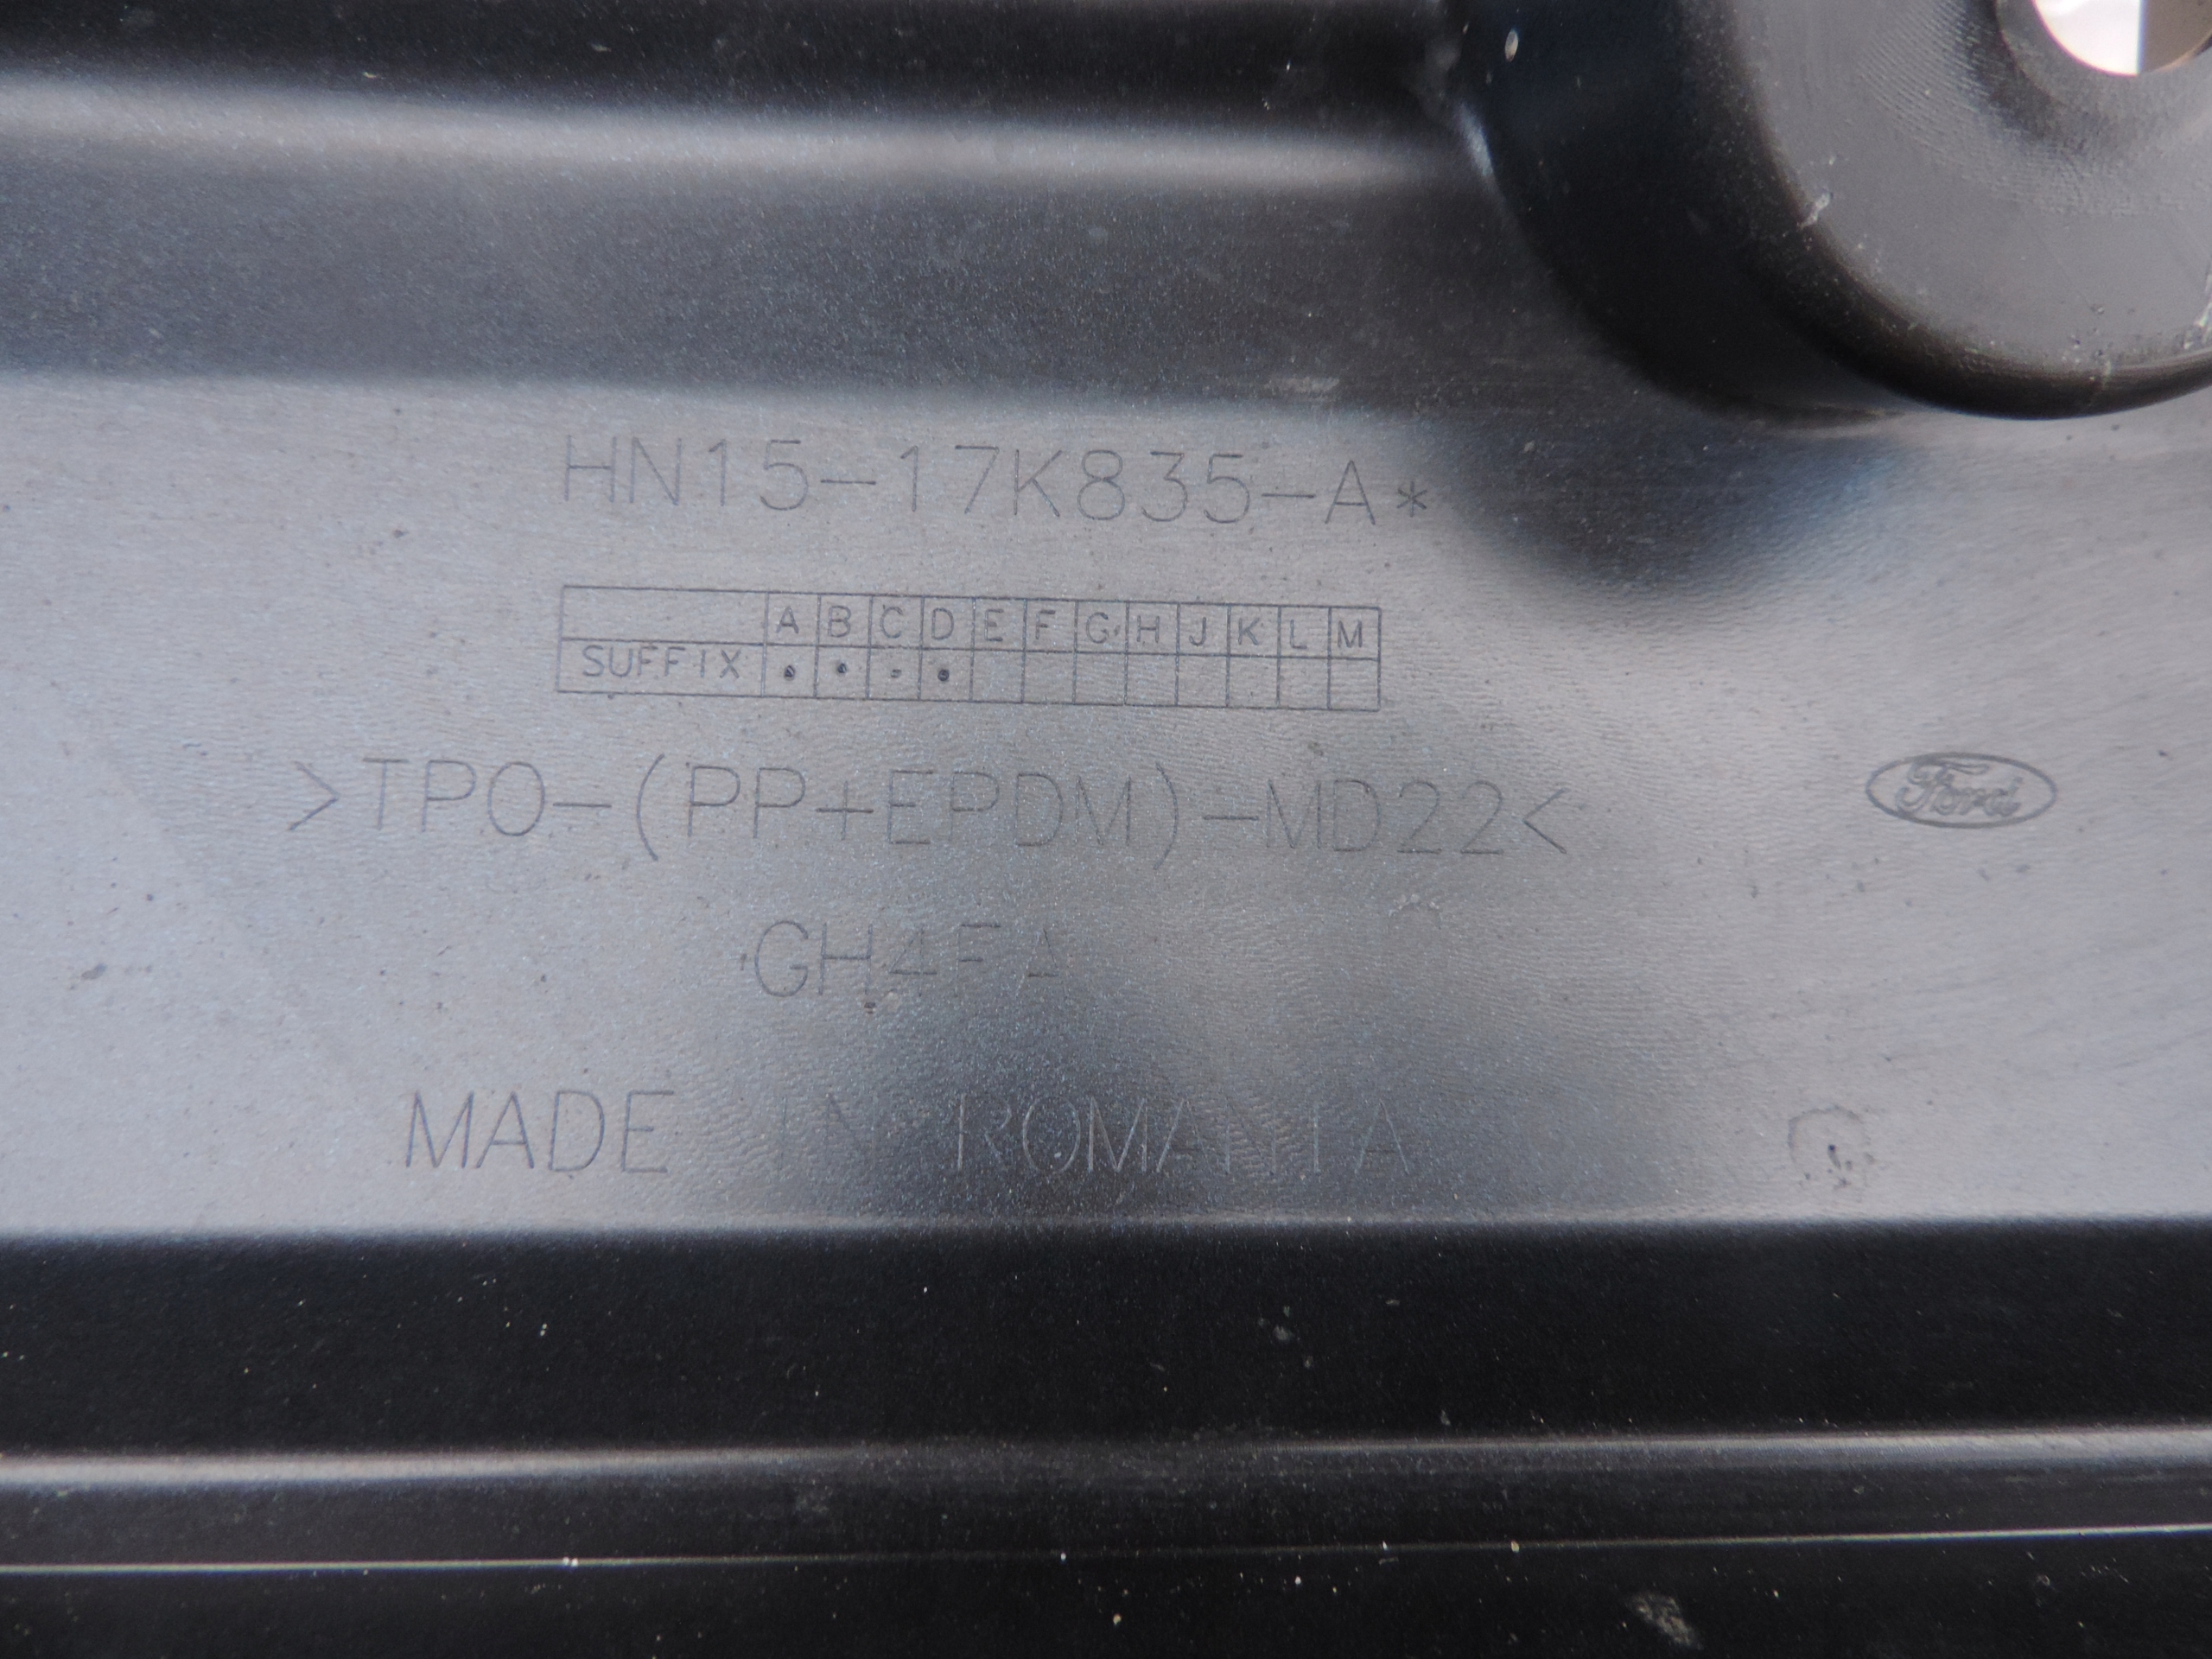 HN15-17K835-A*
A B C D E F G H J K L M
SUFFIX
>TPO-(PP+EPDM)-MD22<
Ford
GH4FA
MADE IN ROMANIA